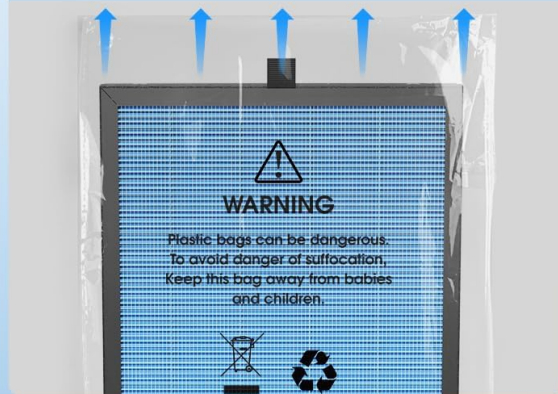 WARNING
Plastic bags can be dangerous.
To avoid danger of suffocation,
Keep this bag away from babies
and children.